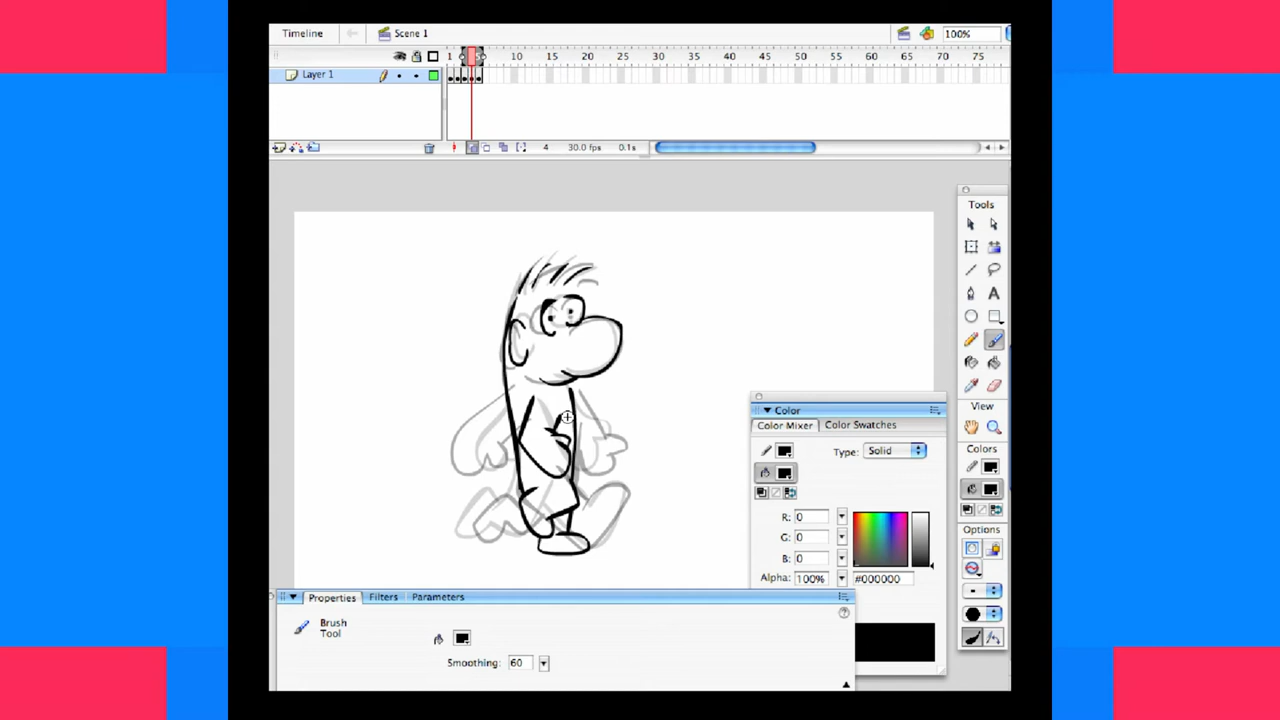 Timeline Scene 1 100%
1 5 10 15 20 25 30 35 40 45 50 55 60 65 70 75
Layer 1
4 30.0 fps 0.1s
Tools
View
Colors
Options
Color
Color Mixer Color Swatches
Type: Solid
R: 0
G: 0
B: 0
Alpha: 100% #000000
Properties Filters Parameters
Brush
Tool
Smoothing: 60